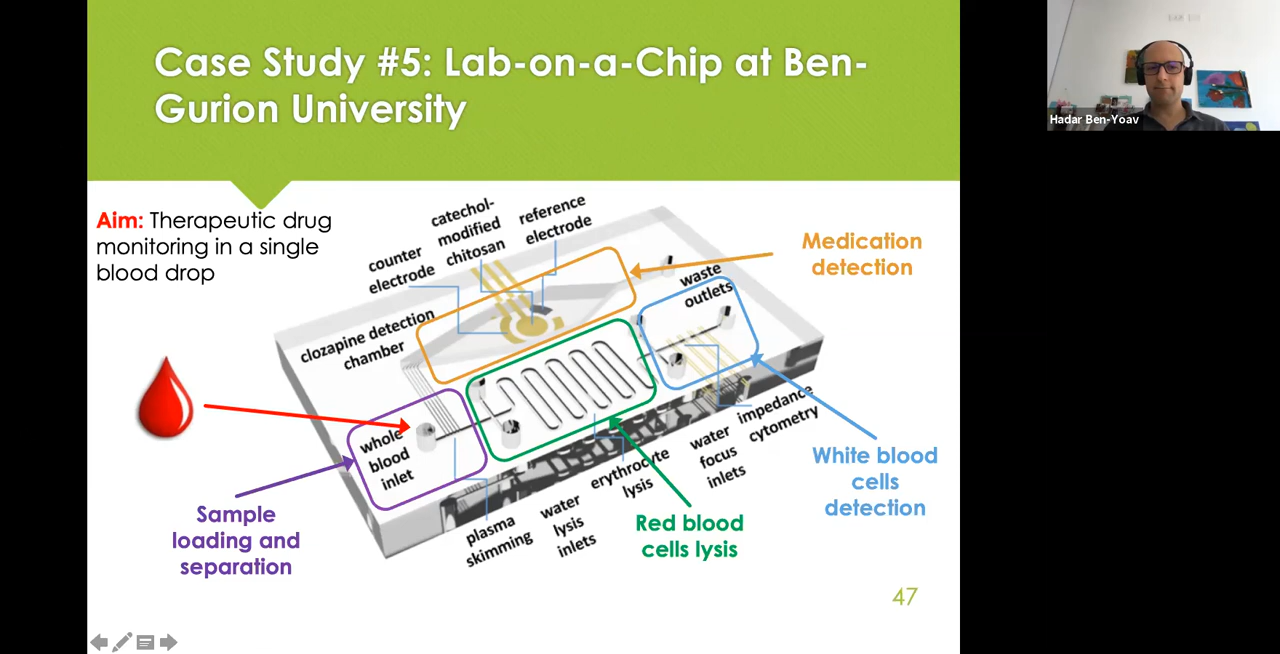 Case Study #5: Lab-on-a-Chip at Ben-
Gurion University
Hadar Ben-Yoav
Aim: Therapeutic drug
monitoring in a single
blood drop
counter
electrode
catechol-
modified
chitosan
reference
electrode
Medication
detection
waste
outlets
clozapine detection
chamber
whole
blood
inlet
impedance
cytometry
water
focus
inlets
erythrocyte
lysis
water
lysis
inlets
plasma
skimming
White blood
cells
detection
Red blood
cells lysis
Sample
loading and
separation
47